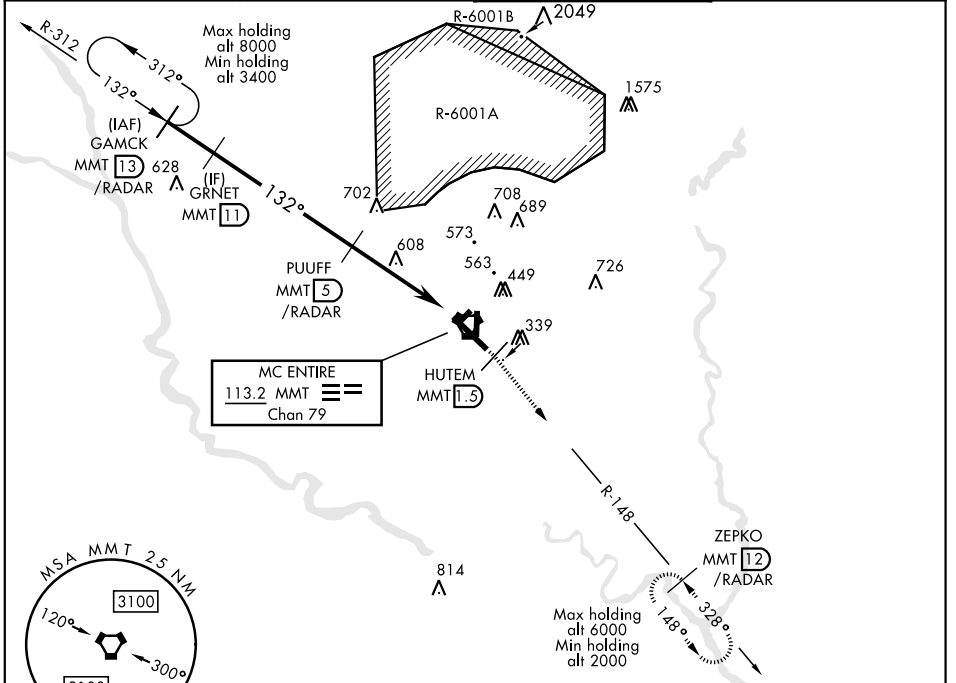 R-6001B
2049
R-312
Max holding
alt 8000
Min holding
alt 3400
312°
132°
1575
R-6001A
(IAF)
GAMCK
MMT 13
/RADAR
628
(IF)
GRNET
MMT 11
132°
702
708
689
573
608
563
449
726
PUUFF
MMT 5
/RADAR
339
MC ENTIRE
113.2 MMT
Chan 79
HUTEM
MMT 1.5
R-148
ZEPKO
MMT 12
/RADAR
MSA MMT 25 NM
3100
120°
300°
814
Max holding
alt 6000
Min holding
alt 2000
148°
328°